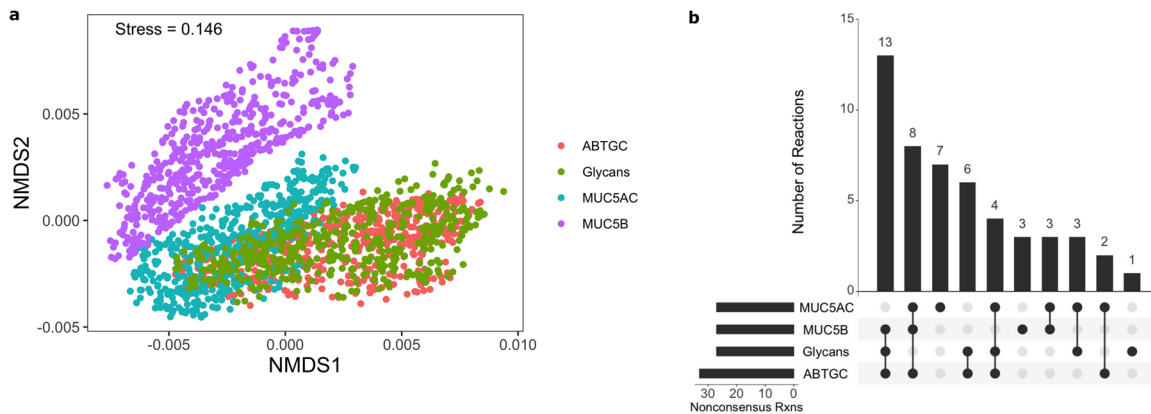 a
Stress = 0.146
NMDS2
0.005
0.000
-0.005
-0.005
0.000
0.005
0.010
NMDS1
ABTGC
Glycans
MUC5AC
MUC5B
b
Number of Reactions
15
10
5
0
13
8
7
6
4
3
3
3
2
1
MUC5AC
MUC5B
Glycans
ABTGC
30 20 10 0
Nonconsensus Rxns